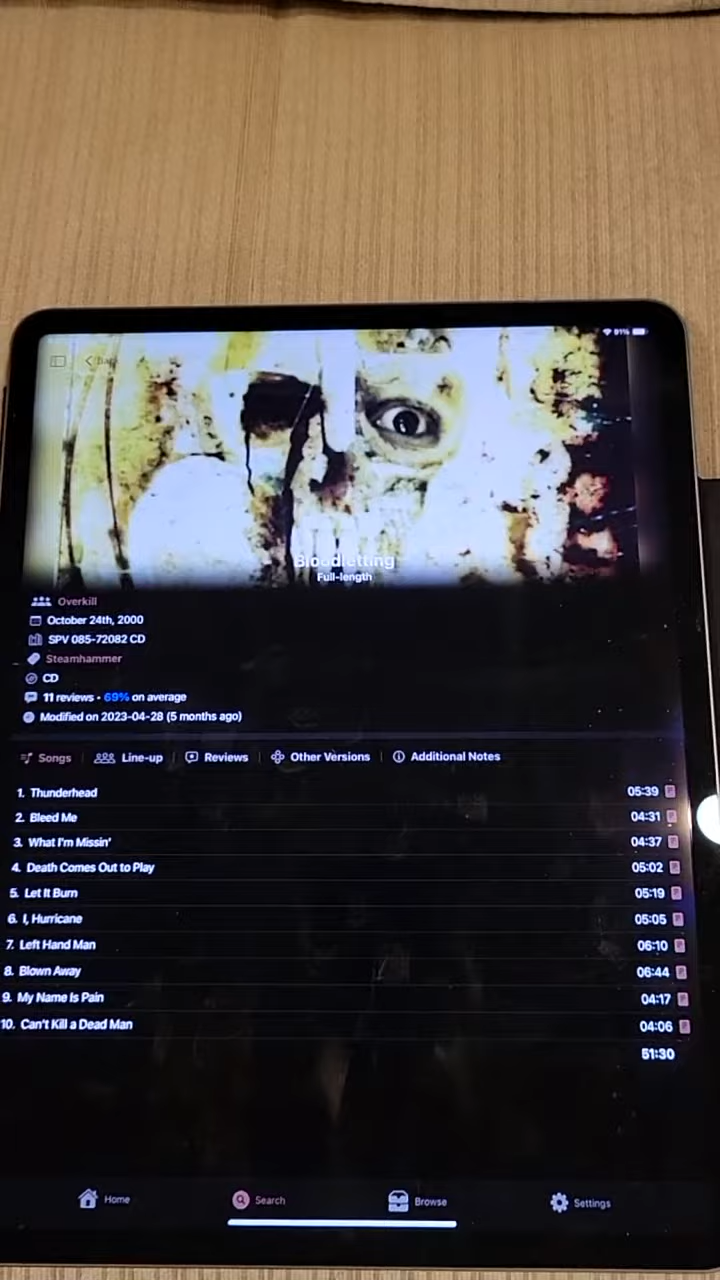 91%
Back
Bloodletting
Full-length
Overkill
October 24th, 2000
SPV 085-72082 CD
Steamhammer
CD
11 reviews • 69% on average
Modified on 2023-04-28 (5 months ago)
Songs Line-up Reviews Other Versions Additional Notes
1. Thunderhead 05:39
2. Bleed Me 04:31
3. What I'm Missin' 04:37
4. Death Comes Out to Play 05:02
5. Let It Burn 05:19
6. I, Hurricane 05:05
7. Left Hand Man 06:10
8. Blown Away 06:44
9. My Name Is Pain 04:17
10. Can't Kill a Dead Man 04:06
51:30
Home Search Browse Settings